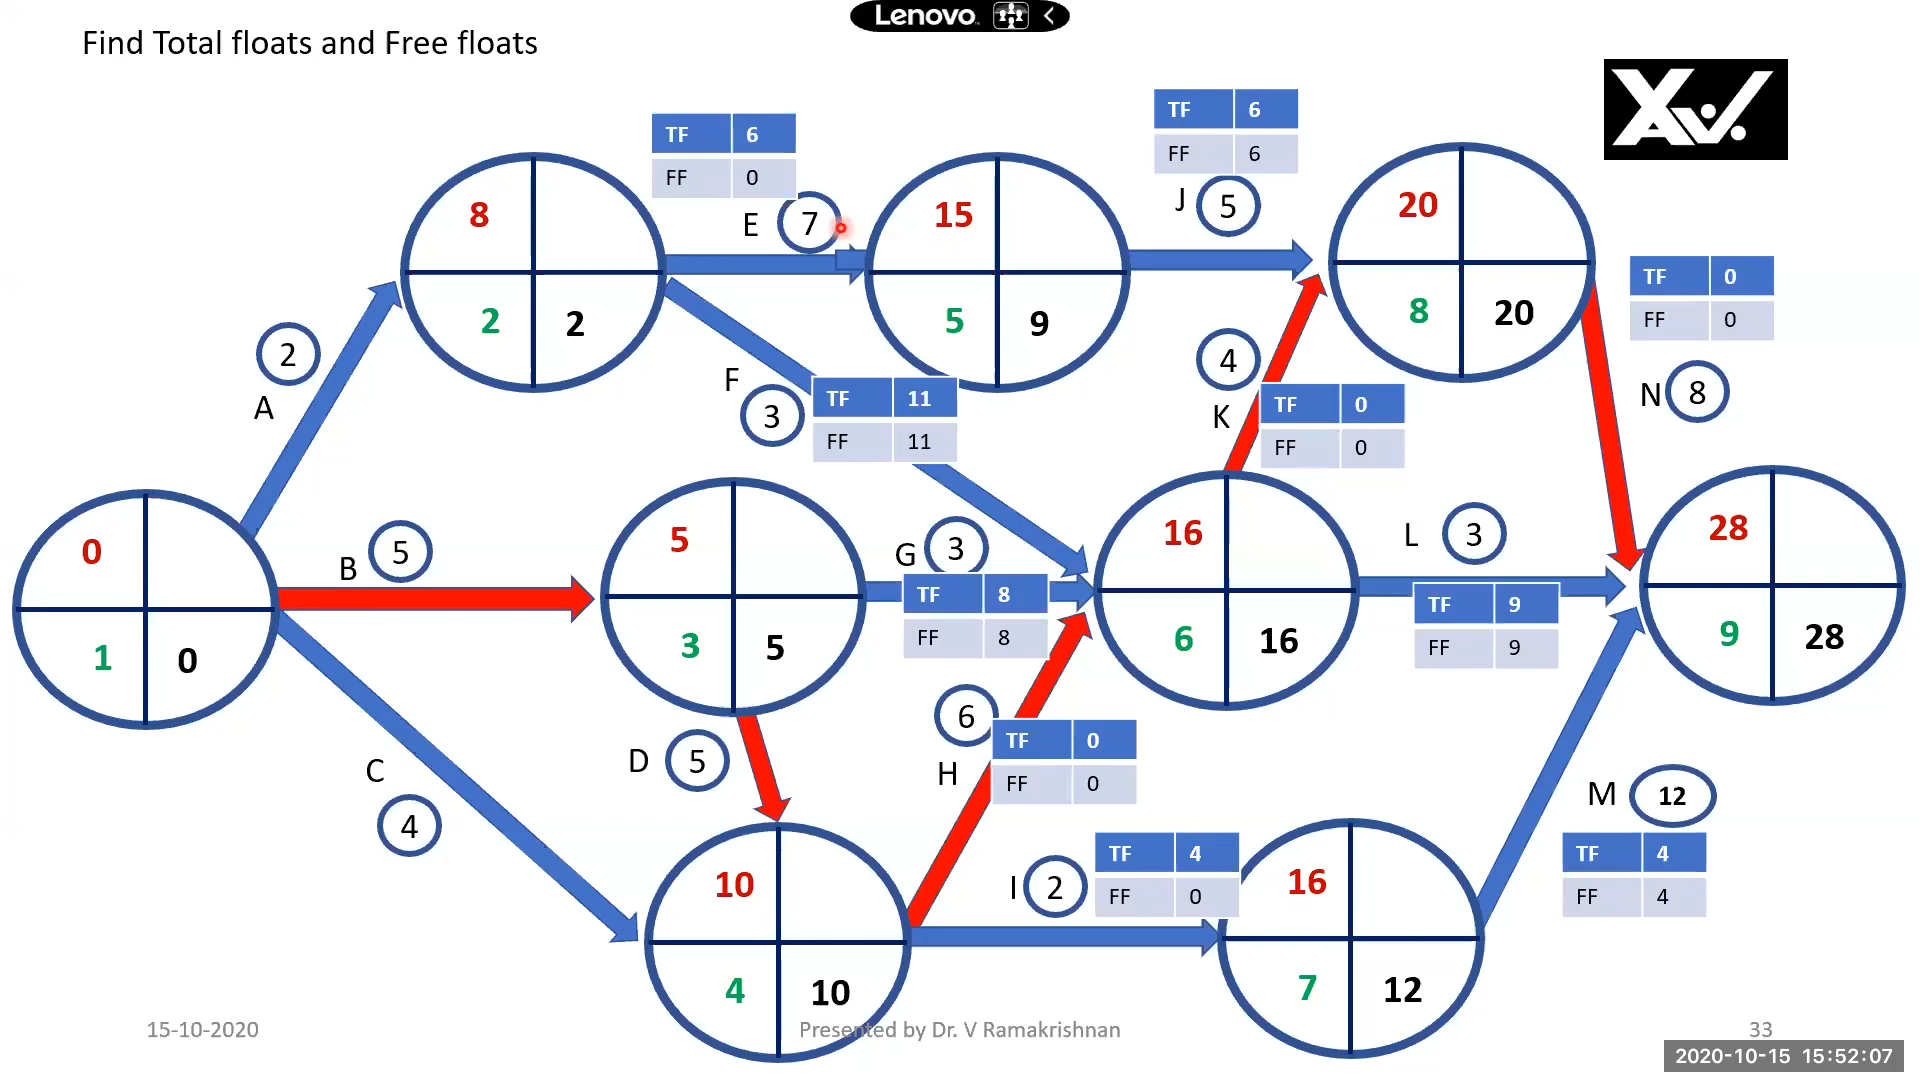 Lenovo
Find Total floats and Free floats
XV.
TF 6
FF 0
TF 6
FF 6
8
E 7
15
J 5
20
2 2
5 9
8 20
TF 0
FF 0
2
A
F 3
TF 11
FF 11
4
K
TF 0
FF 0
N 8
0
B 5
5
G 3
16
L 3
28
TF 8
FF 8
TF 9
FF 9
1 0
3 5
6 16
9 28
C
4
D 5
6
H
TF 0
FF 0
M 12
10
I 2
TF 4
FF 0
16
TF 4
FF 4
4 10
7 12
15-10-2020
Presented by Dr. V Ramakrishnan
33
2020-10-15 15:52:07